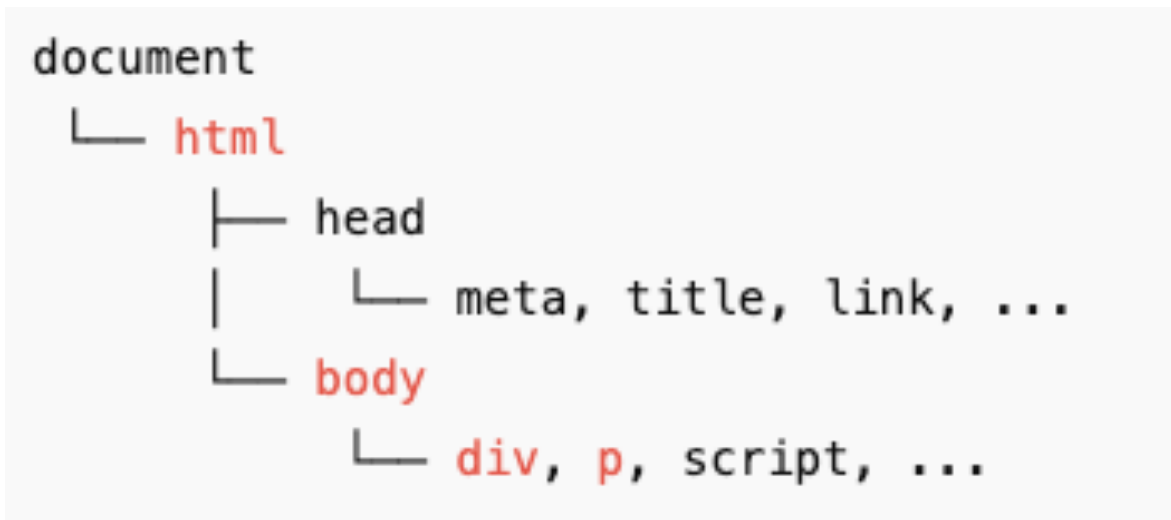 document
└── html
├── head
│ └── meta, title, link, ...
└── body
└── div, p, script, ...